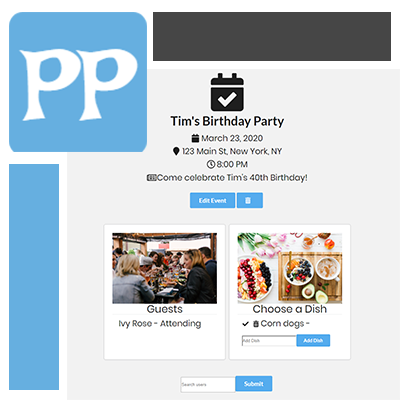 PP
Tim's Birthday Party
March 23, 2020
123 Main St, New York, NY
8:00 PM
Come celebrate Tim's 40th Birthday!
Edit Event
Guests
Ivy Rose - Attending
Choose a Dish
Corn dogs -
Add Dish
Add Dish
Search users
Submit